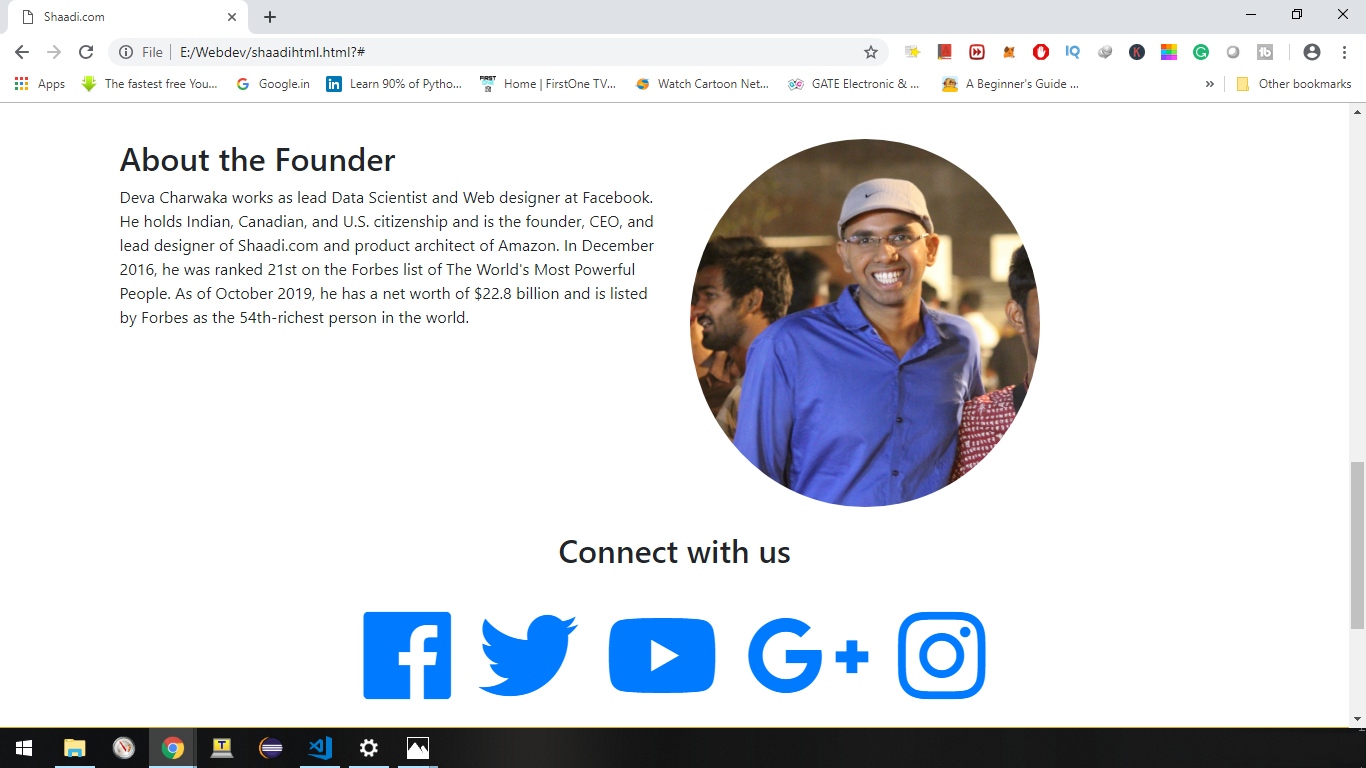 Shaadi.com
File
E:/Webdev/shaadihtml.html?#
Apps
The fastest free You...
Google.in
Learn 90% of Pytho...
Home | FirstOne TV...
Watch Cartoon Net...
GATE Electronic & ...
A Beginner's Guide ...
»
Other bookmarks
About the Founder
Deva Charwaka works as lead Data Scientist and Web designer at Facebook.
He holds Indian, Canadian, and U.S. citizenship and is the founder, CEO, and
lead designer of Shaadi.com and product architect of Amazon. In December
2016, he was ranked 21st on the Forbes list of The World's Most Powerful
People. As of October 2019, he has a net worth of $22.8 billion and is listed
by Forbes as the 54th-richest person in the world.
Connect with us